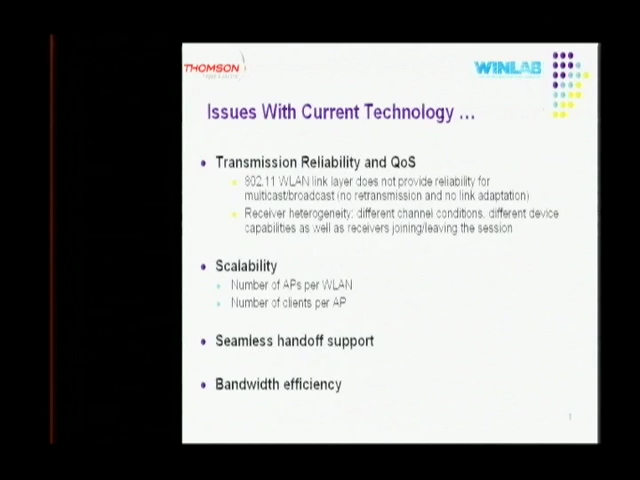 THOMSON
WINLAB
Issues With Current Technology ...
• Transmission Reliability and QoS
802.11 WLAN link layer does not provide reliability for
multicast/broadcast (no retransmission and no link adaptation)
Receiver heterogeneity: different channel conditions, different device
capabilities as well as receivers joining/leaving the session
• Scalability
Number of APs per WLAN
Number of clients per AP
• Seamless handoff support
• Bandwidth efficiency